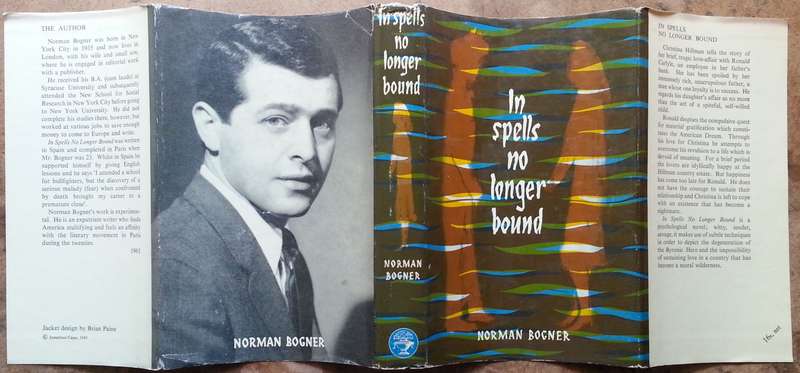 THE AUTHOR
Norman Bogner was born in New
York City in 1935 and now lives in
London, with his wife and small son,
where he is engaged in editorial work
with a publisher.
He received his B.A. (cum laude) at
Syracuse University and subsequently
attended the New School for Social
Research in New York City before going
to New York University. He did not
complete his studies there, however, but
worked at various jobs to save enough
money to come to Europe and write.
In Spells No Longer Bound was written
in Spain and completed in Paris when
Mr. Bogner was 23. Whilst in Spain he
supported himself by giving English
lessons and he says 'I attended a school
for bullfighters, but the discovery of a
serious malady (fear) when confronted
by death brought my career to a
premature close'.
Norman Bogner's work is experimen-
tal. He is an expatriate writer who finds
America stultifying and feels an affinity
with the literary movement in Paris
during the twenties.
Jacket design by Brian Paine
© Jonathan Cape, 1961
NORMAN BOGNER
In spells
no
longer
bound
NORMAN
BOGNER
In
spells
no
longer
bound
NORMAN BOGNER
IN SPELLS
NO LONGER BOUND
Christina Hillman tells the story of
her brief, tragic love-affair with Ronald
Carlyle, an employee in her father's
bank. She has been spoiled by her
immensely rich, unscrupulous father, a
man whose one loyalty is to success. He
regards his daughter's affair as no more
than the act of a spiteful, self-willed
child.
Ronald despises the compulsive quest
for material gratification which consti-
tutes the American Dream. Through
his love for Christina he attempts to
overcome his revulsion to a life which is
devoid of meaning. For a brief period
the lovers are idyllically happy at the
Hillman country estate. But happiness
has come too late for Ronald. He does
not have the courage to sustain their
relationship and Christina is left to cope
with an existence that has become a
nightmare.
In Spells No Longer Bound is a
psychological novel; witty, tender,
savage, it makes use of subtle techniques
in order to depict the degeneration of
the Byronic Hero and the impossibility
of sustaining love in a country that has
become a moral wilderness.
16s. net